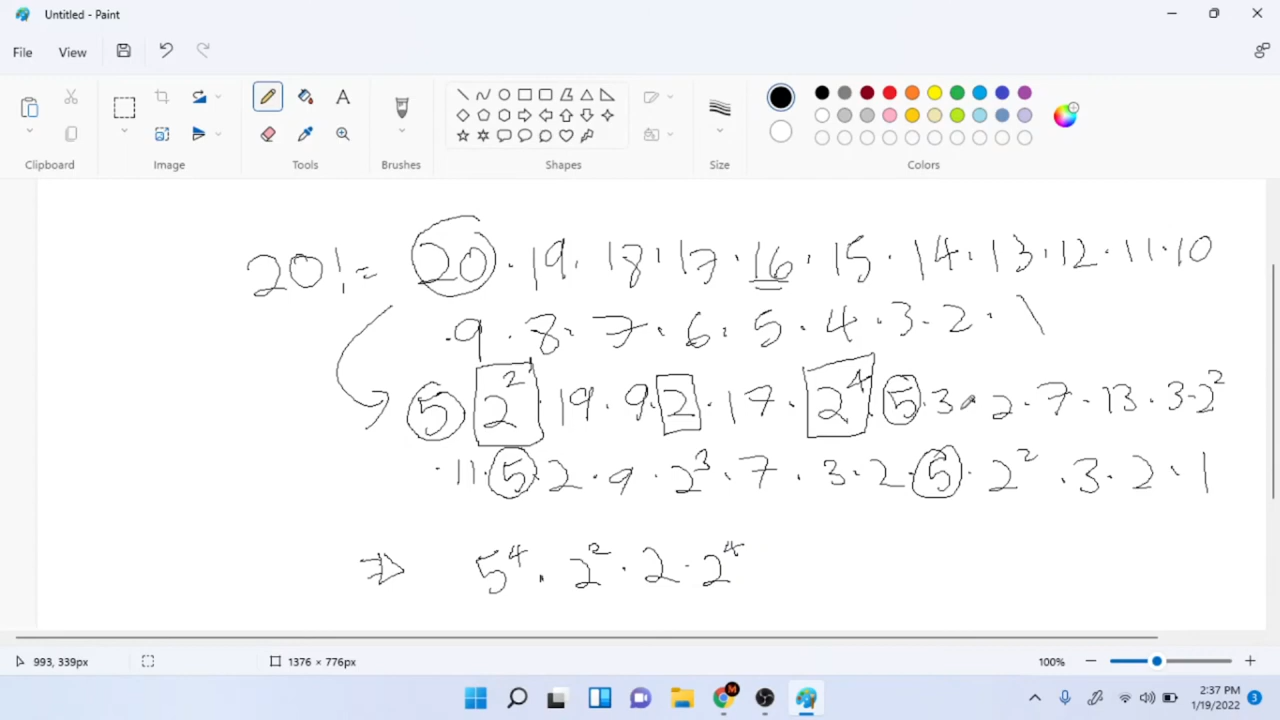 Untitled - Paint
File View
Clipboard Image Tools Brushes Shapes Size Colors
20! = 20 · 19 · 18 · 17 · 16 · 15 · 14 · 13 · 12 · 11 · 10
· 9 · 8 · 7 · 6 · 5 · 4 · 3 · 2 · 1
5 2² · 19 · 9 · 2 · 17 · 2⁴ · 5 · 3 · 2 · 7 · 13 · 3 · 2²
· 11 · 5 · 2 · 9 · 2³ · 7 · 3 · 2 · 5 · 2² · 3 · 2 · 1
⇒ 5⁴ · 2² · 2 · 2⁴
993, 339px 1376 × 776px 100%
M 2:37 PM
1/19/2022 3